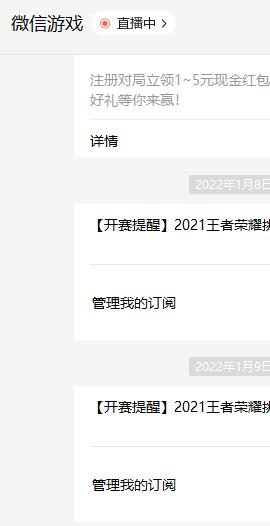 微信游戏
直播中
注册对局立领1~5元现金红包
好礼等你来赢！
详情
2022年1月8日
【开赛提醒】2021王者荣耀
管理我的订阅
2022年1月9日
【开赛提醒】2021王者荣耀
管理我的订阅